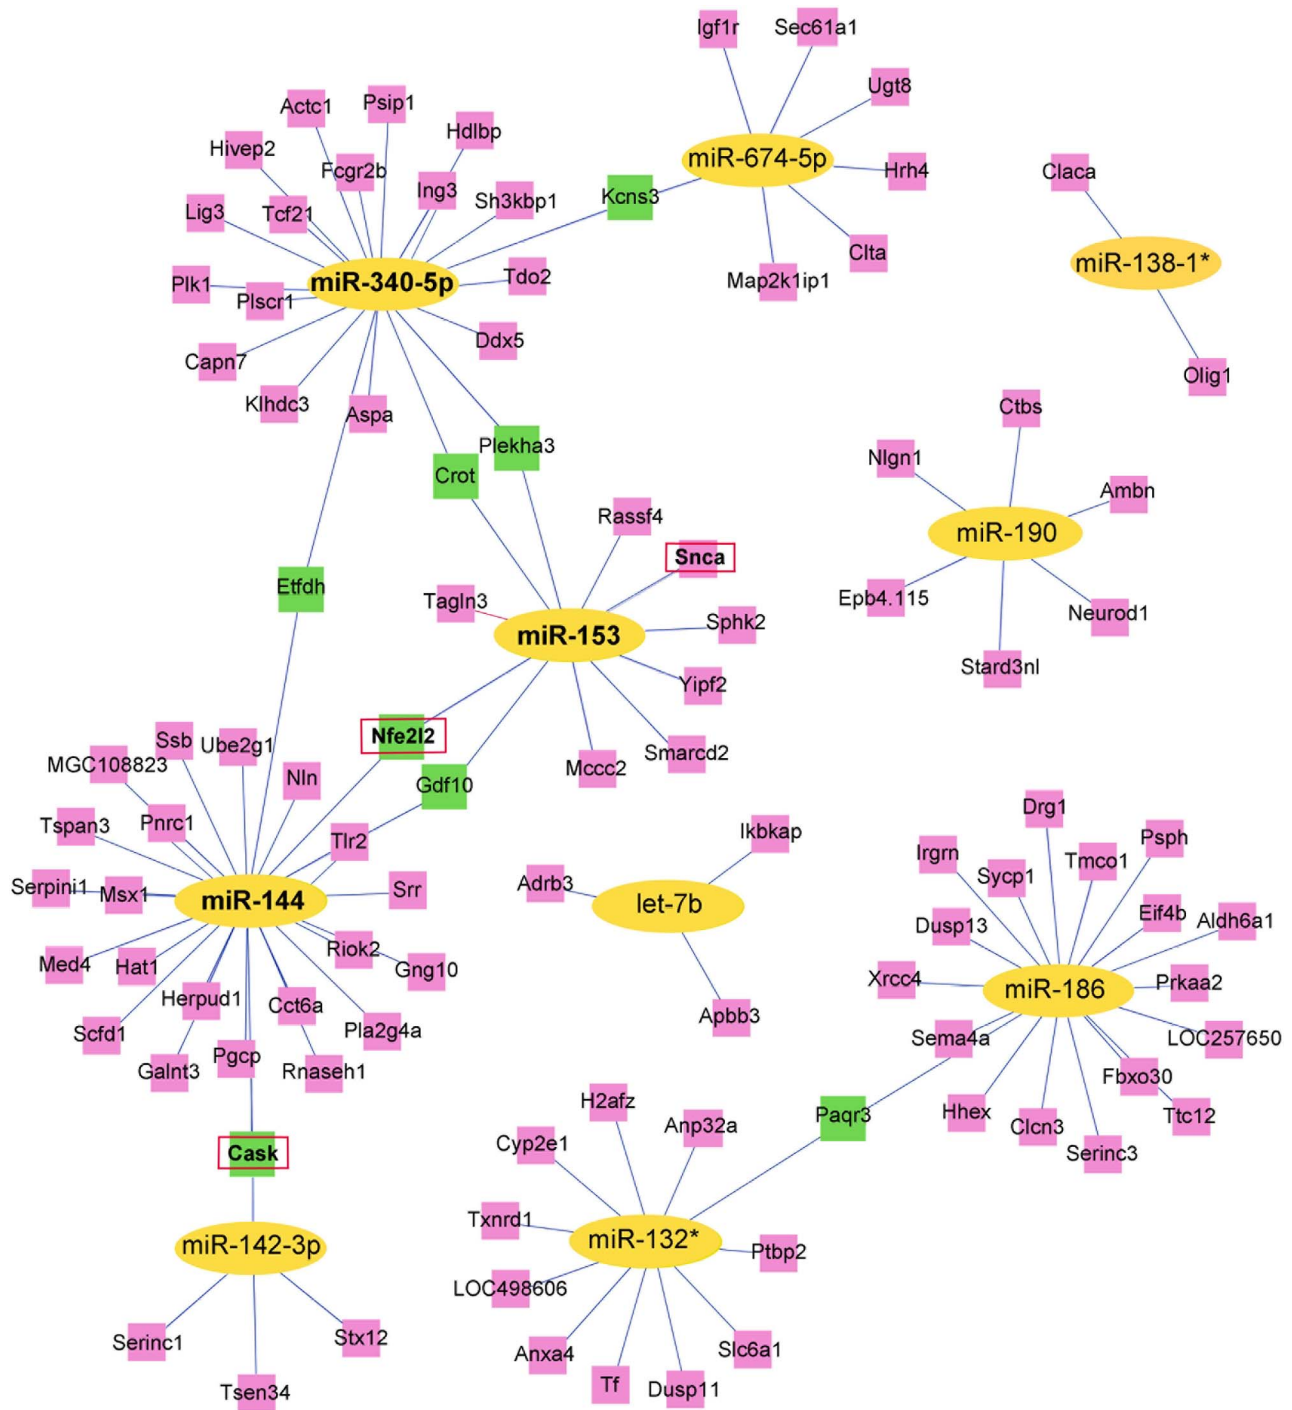 Igf1r
Sec61a1
Ugt8
miR-674-5p
Hrh4
Clta
Map2k1ip1
Kcns3
Actc1
Psip1
Hdlbp
Hivep2
Fcgr2b
Ing3
Sh3kbp1
Lig3
Tcf21
miR-340-5p
Tdo2
Plk1
Plscr1
Ddx5
Capn7
Klhdc3
Aspa
Claca
miR-138-1*
Olig1
Plekha3
Crot
Ctbs
Nlgn1
Ambn
miR-190
Epb4.115
Neurod1
Stard3nl
Etfdh
Rassf4
Snca
Tagln3
Sphk2
miR-153
Yipf2
Smarcd2
Mccc2
Nfe2l2
Gdf10
Ssb
Ube2g1
MGC108823
Nln
Tspan3
Pnrc1
Tlr2
Serpini1
Msx1
miR-144
Srr
Med4
Hat1
Riok2
Gng10
Herpud1
Cct6a
Scfd1
Pla2g4a
Galnt3
Pgcp
Rnaseh1
Ikbkap
Adrb3
let-7b
Apbb3
Drg1
Irgrn
Tmco1
Psph
Sycp1
Dusp13
Eif4b
Aldh6a1
Xrcc4
miR-186
Prkaa2
Sema4a
LOC257650
Fbxo30
Hhex
Clcn3
Ttc12
Serinc3
Paqr3
Cask
miR-142-3p
Serinc1
Stx12
Tsen34
H2afz
Anp32a
Cyp2e1
Txnrd1
miR-132*
Ptbp2
LOC498606
Anxa4
Slc6a1
Tf
Dusp11